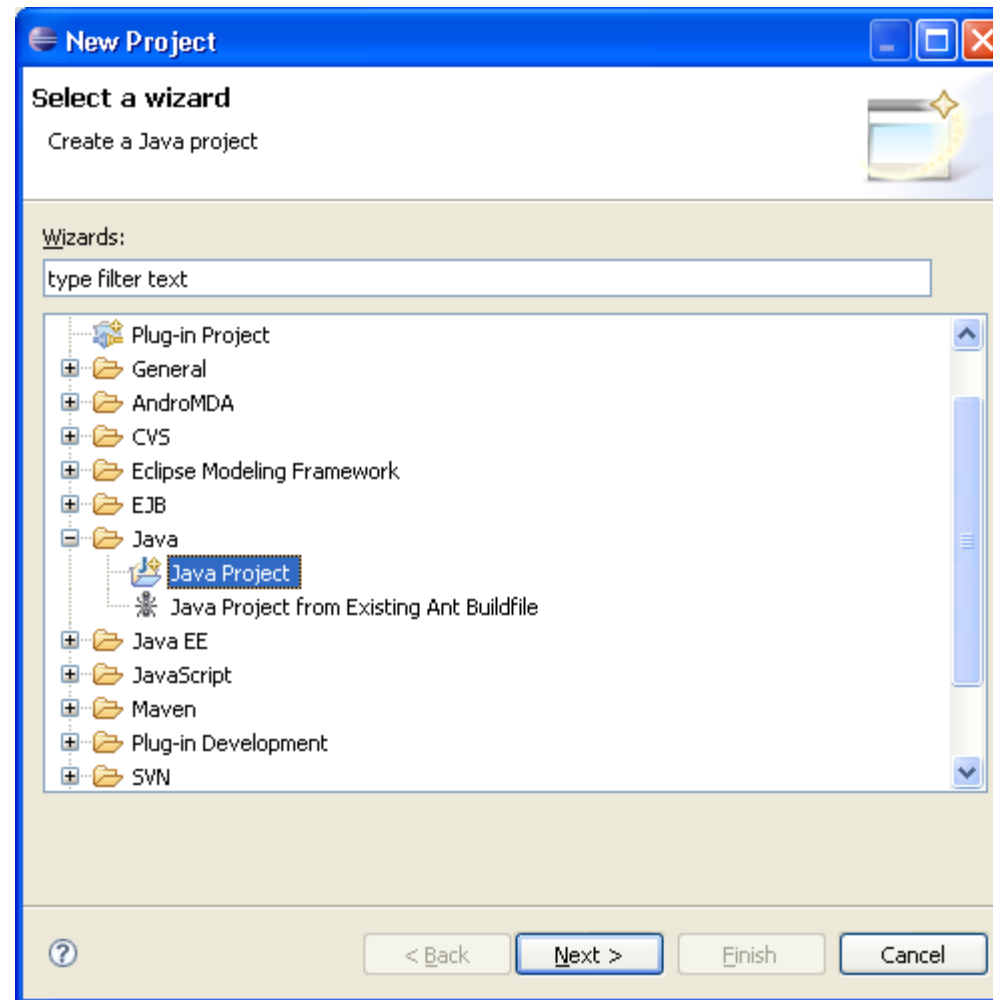 New Project
Select a wizard
Create a Java project
Wizards:
type filter text
Plug-in Project
General
AndroMDA
CVS
Eclipse Modeling Framework
EJB
Java
Java Project
Java Project from Existing Ant Buildfile
Java EE
JavaScript
Maven
Plug-in Development
SVN
< Back Next > Finish Cancel